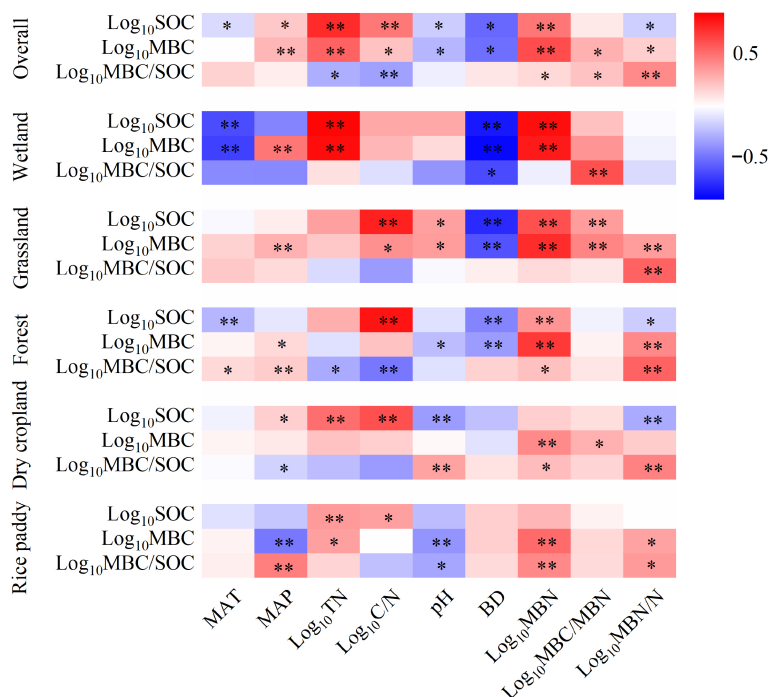 Overall
Log₁₀SOC * * ** ** * * ** *
Log₁₀MBC ** ** * * * ** * *
Log₁₀MBC/SOC * ** * * **
0.5
−0.5
Wetland
Log₁₀SOC ** ** ** **
Log₁₀MBC ** ** ** ** **
Log₁₀MBC/SOC * **
Grassland
Log₁₀SOC ** * ** ** **
Log₁₀MBC ** * * ** ** ** **
Log₁₀MBC/SOC **
Forest
Log₁₀SOC ** ** ** ** *
Log₁₀MBC * * ** ** **
Log₁₀MBC/SOC * ** * ** * **
Dry cropland
Log₁₀SOC * ** ** ** **
Log₁₀MBC ** *
Log₁₀MBC/SOC * ** * **
Rice paddy
Log₁₀SOC ** *
Log₁₀MBC ** * ** ** *
Log₁₀MBC/SOC ** * ** *
MAT
MAP
Log₁₀TN
Log₁₀C/N
pH
BD
Log₁₀MBN
Log₁₀MBC/MBN
Log₁₀MBN/N